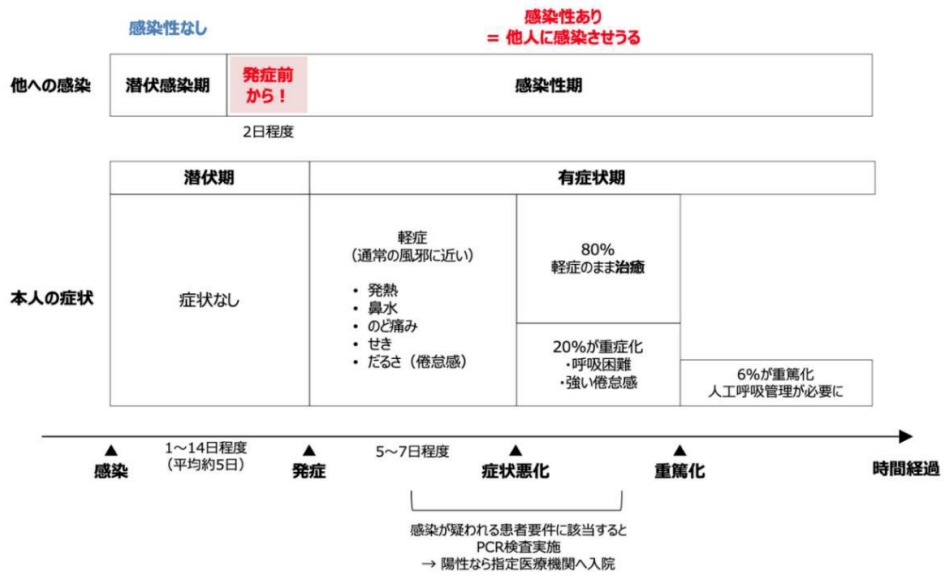 感染性なし
感染性あり
= 他人に感染させうる
他への感染
潜伏感染期
発症前
から！
感染性期
2日程度
潜伏期
有症状期
本人の症状
症状なし
軽症
（通常の風邪に近い）
• 発熱
• 鼻水
• のど痛み
• せき
• だるさ（倦怠感）
80%
軽症のまま治癒
20%が重症化
・呼吸困難
・強い倦怠感
6%が重篤化
人工呼吸管理が必要に
1～14日程度
（平均約5日）
5～7日程度
感染
発症
症状悪化
重篤化
時間経過
感染が疑われる患者要件に該当すると
PCR検査実施
→ 陽性なら指定医療機関へ入院